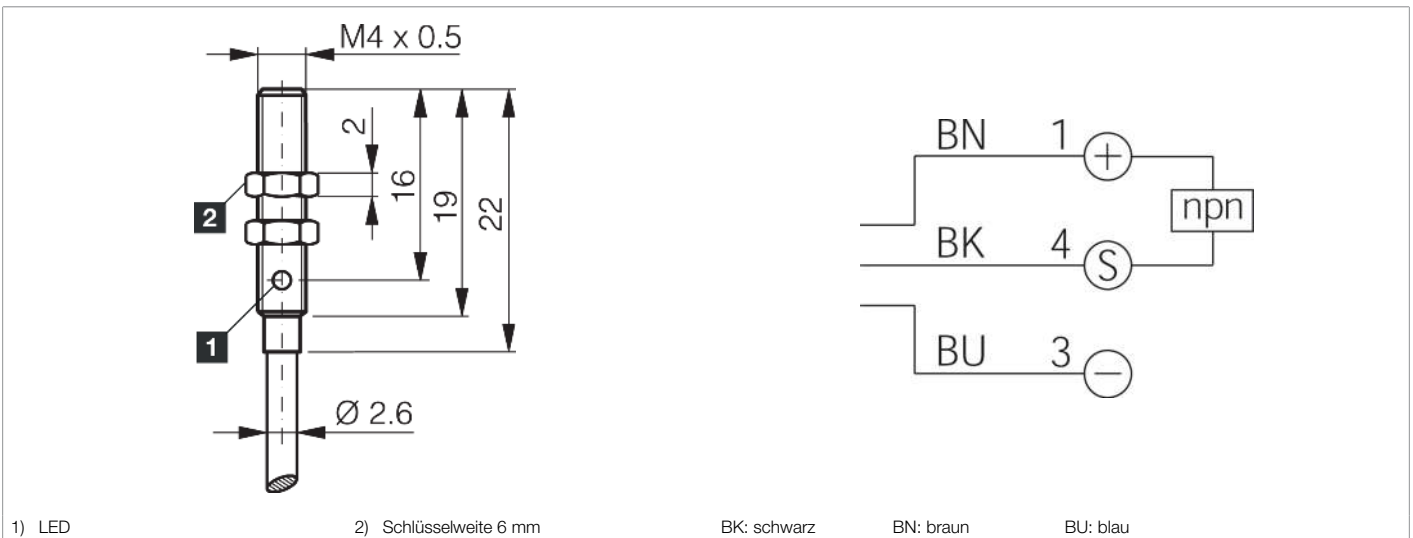 M4 x 0.5
2
16
19
22
2
1
Ø 2.6
BN 1 +
npn
BK 4 S
BU 3 −
1) LED 2) Schlüsselweite 6 mm BK: schwarz BN: braun BU: blau